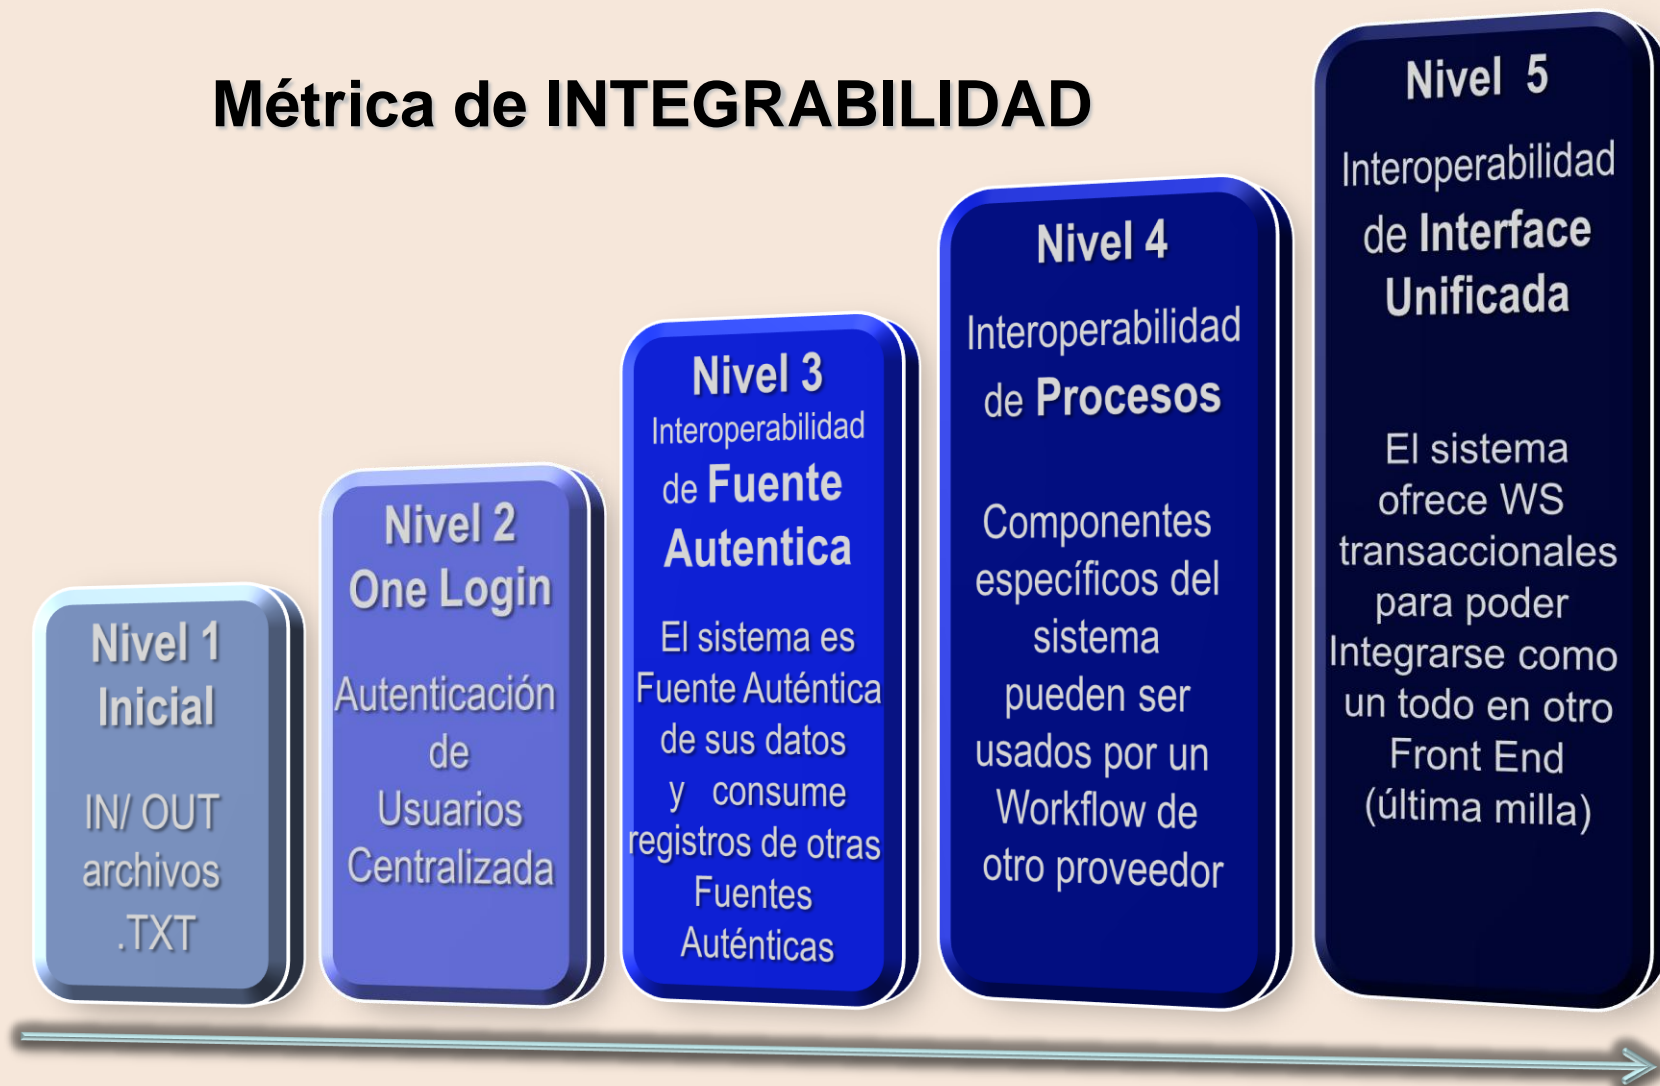 Métrica de INTEGRABILIDAD
Nivel 1
Inicial
IN/ OUT
archivos
.TXT
Nivel 2
One Login
Autenticación
de
Usuarios
Centralizada
Nivel 3
Interoperabilidad
de Fuente
Autentica
El sistema es
Fuente Auténtica
de sus datos
y consume
registros de otras
Fuentes
Auténticas
Nivel 4
Interoperabilidad
de Procesos
Componentes
específicos del
sistema
pueden ser
usados por un
Workflow de
otro proveedor
Nivel 5
Interoperabilidad
de Interface
Unificada
El sistema
ofrece WS
transaccionales
para poder
Integrarse como
un todo en otro
Front End
(última milla)